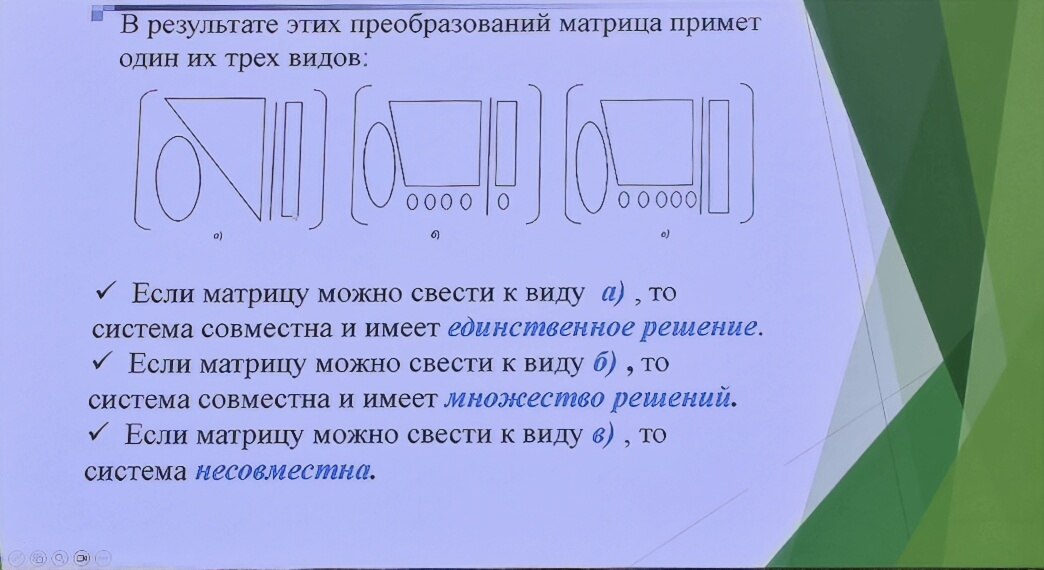 В результате этих преобразований матрица примет
один их трех видов:
а)
б)
в)
✓ Если матрицу можно свести к виду а) , то
система совместна и имеет единственное решение.
✓ Если матрицу можно свести к виду б) , то
система совместна и имеет множество решений.
✓ Если матрицу можно свести к виду в) , то
система несовместна.